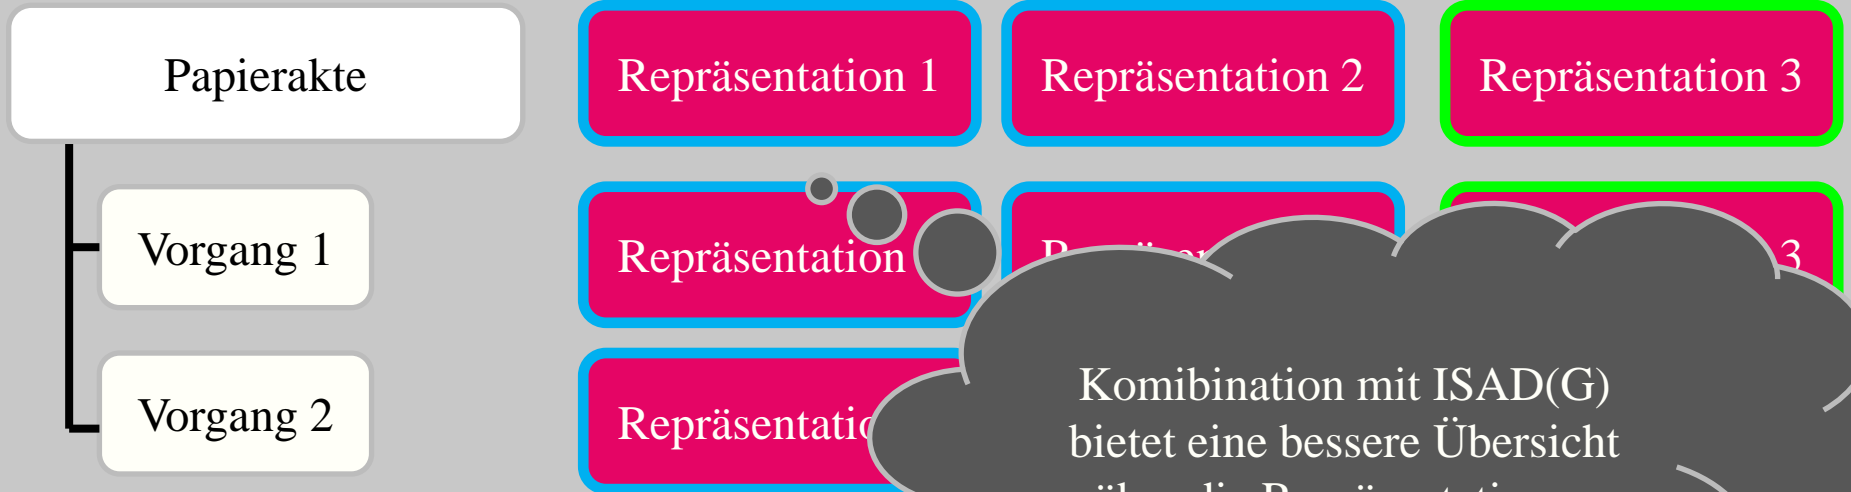 Papierakte
Repräsentation 1
Repräsentation 2
Repräsentation 3
Vorgang 1
Repräsentation
3
Vorgang 2
Komibination mit ISAD(G)
bietet eine bessere Übersicht